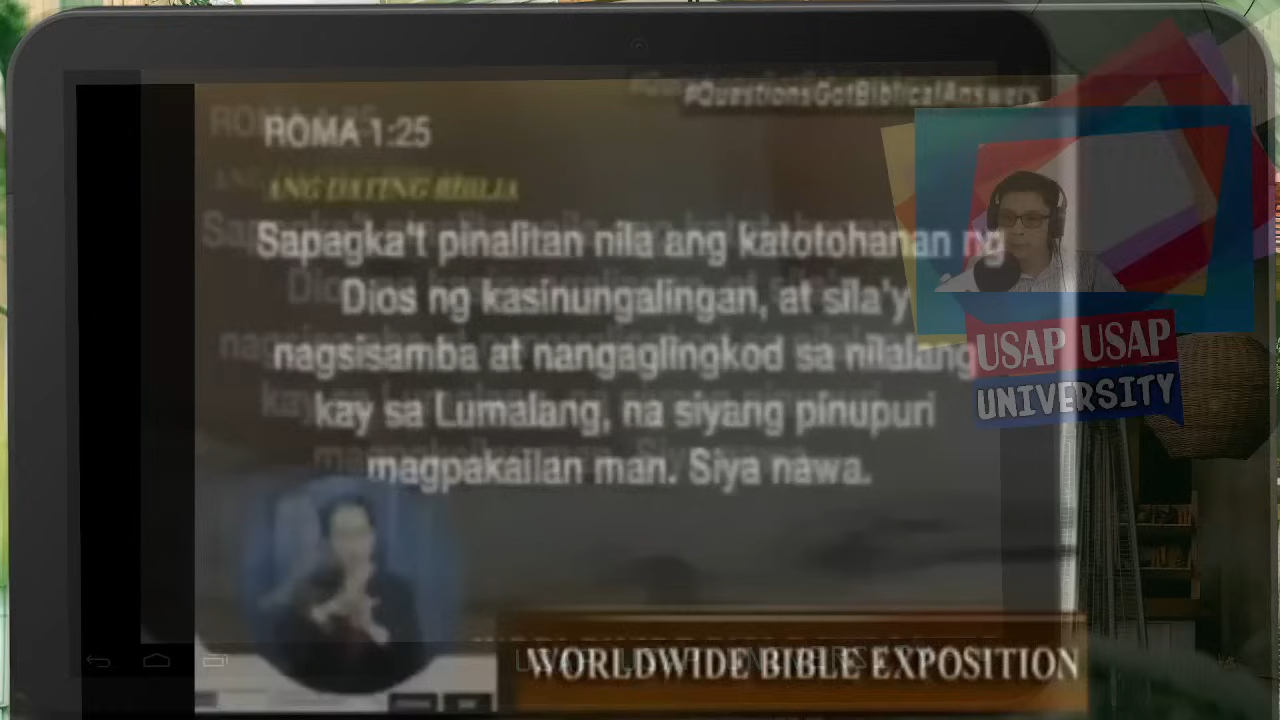 #QuestionsGotBiblicalAnswers
ROMA 1:25
ANG DATING BIBLIA
Sapagka't pinalitan nila ang katotohanan ng
Dios ng kasinungalingan, at sila'y
nagsisamba at nangaglingkod sa nilalang
kay sa Lumalang, na siyang pinupuri
magpakailan man. Siya nawa.
USAP USAP
UNIVERSITY
WORLDWIDE BIBLE EXPOSITION